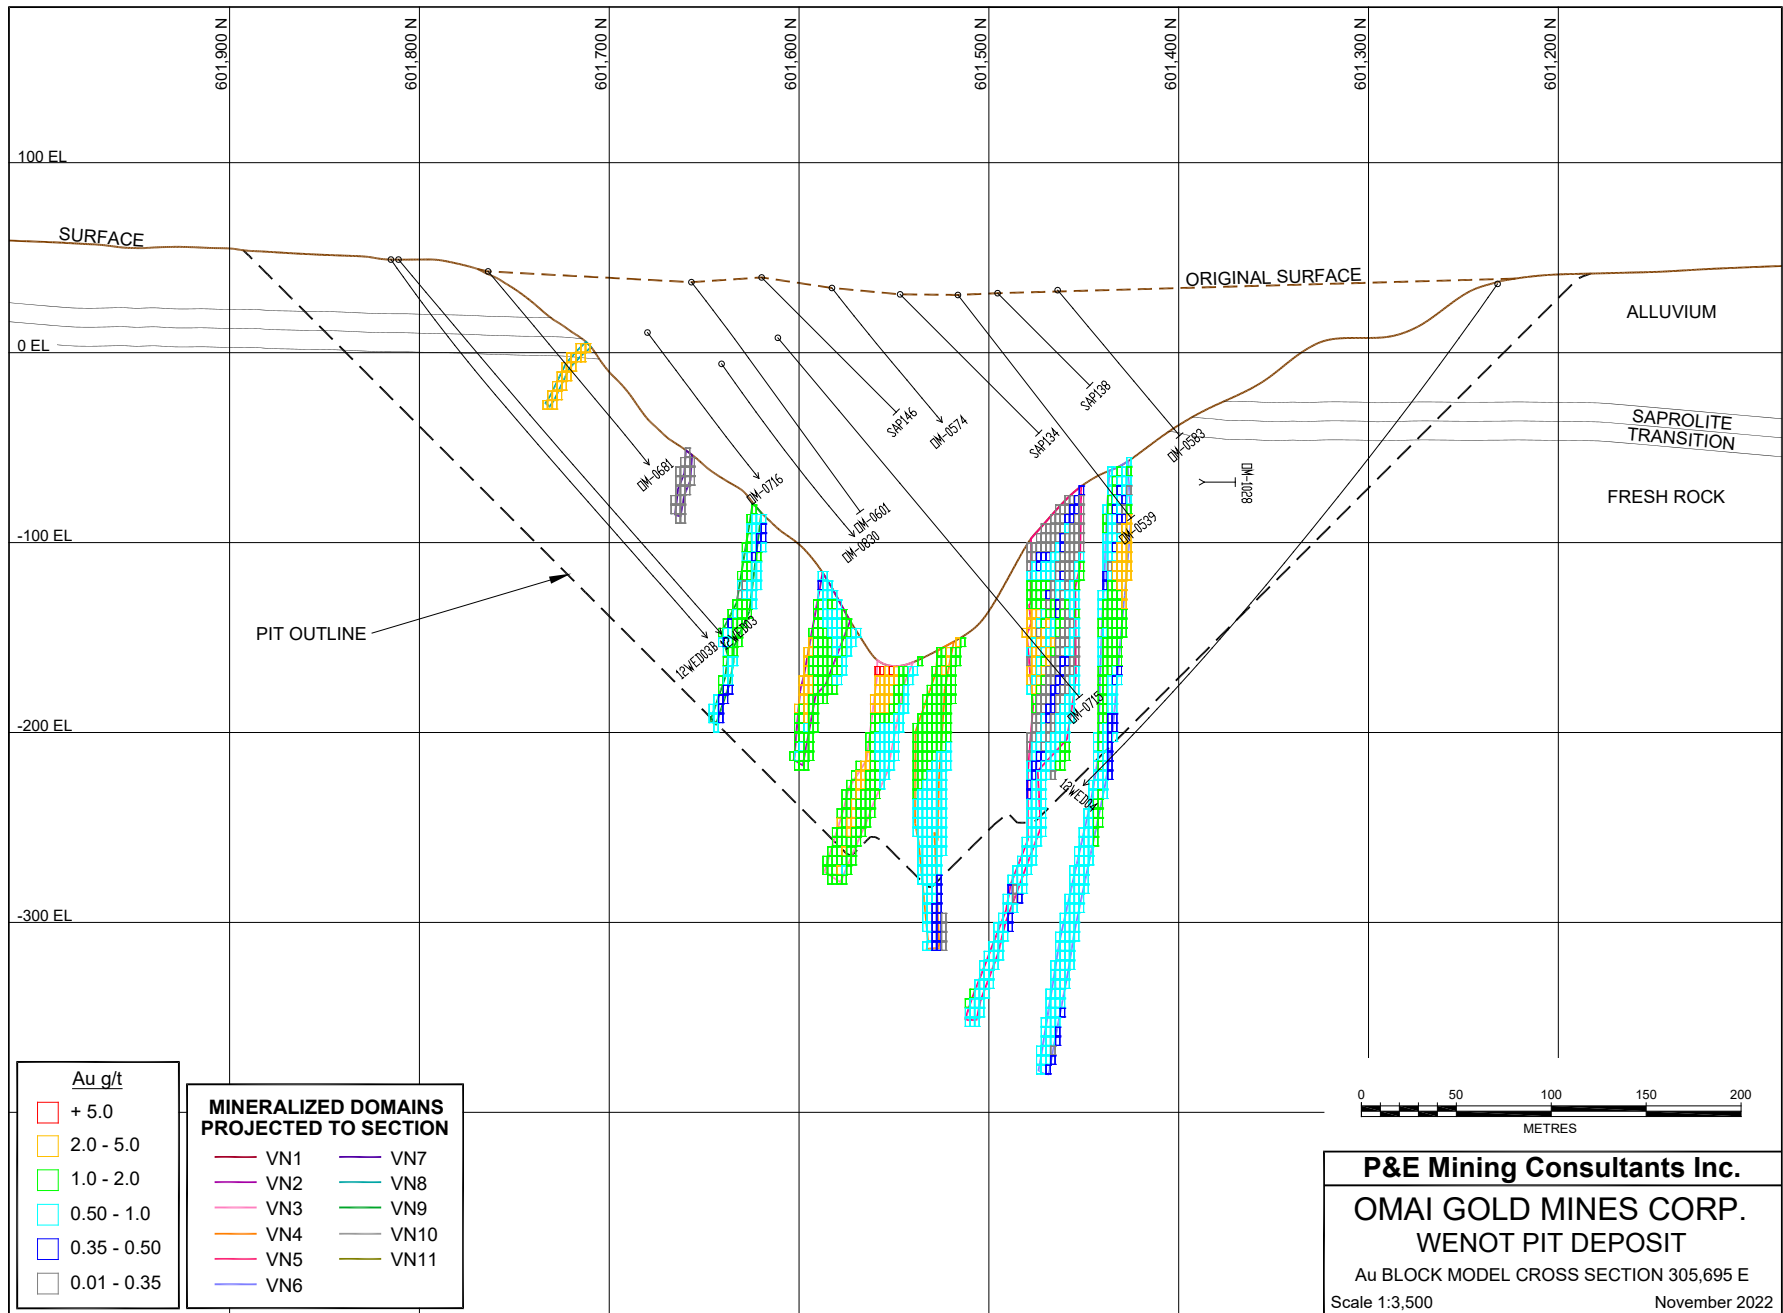 601,900 N
601,800 N
601,700 N
601,600 N
601,500 N
601,400 N
601,300 N
601,200 N
100 EL
SURFACE
ORIGINAL SURFACE
ALLUVIUM
0 EL
SAP146
DM-0574
SAP134
SAP138
DM-0583
SAPROLITE
TRANSITION
DM-0681
DM-0716
DM-1028
FRESH ROCK
DM-0601
DM-0830
DM-0539
-100 EL
PIT OUTLINE
12WED03B
12WED03
DM-0715
-200 EL
12WED04
-300 EL
Au g/t
+ 5.0
2.0 - 5.0
1.0 - 2.0
0.50 - 1.0
0.35 - 0.50
0.01 - 0.35
MINERALIZED DOMAINS
PROJECTED TO SECTION
VN1
VN2
VN3
VN4
VN5
VN6
VN7
VN8
VN9
VN10
VN11
0 50 100 150 200
METRES
P&E Mining Consultants Inc.
OMAI GOLD MINES CORP.
WENOT PIT DEPOSIT
Au BLOCK MODEL CROSS SECTION 305,695 E
Scale 1:3,500 November 2022